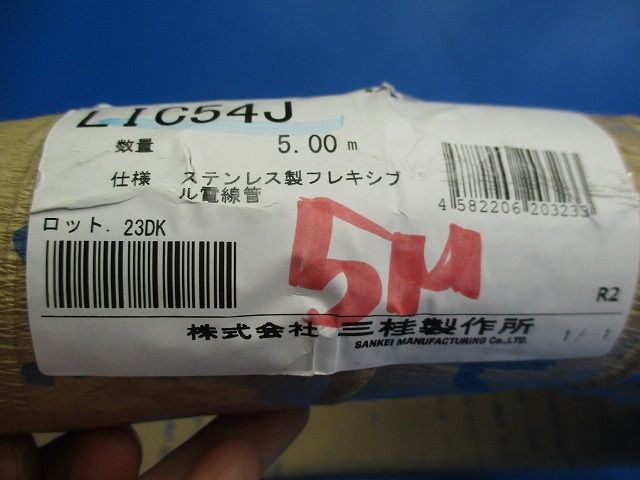 LIC54J
数量 5.00 m
仕様 ステンレス製フレキシブ
ル電線管
4 582206 203233
ロット. 23DK
5M
R2
株式会社 三桂製作所 1/ 1
SANKEI MANUFACTURING Co.,LTD.